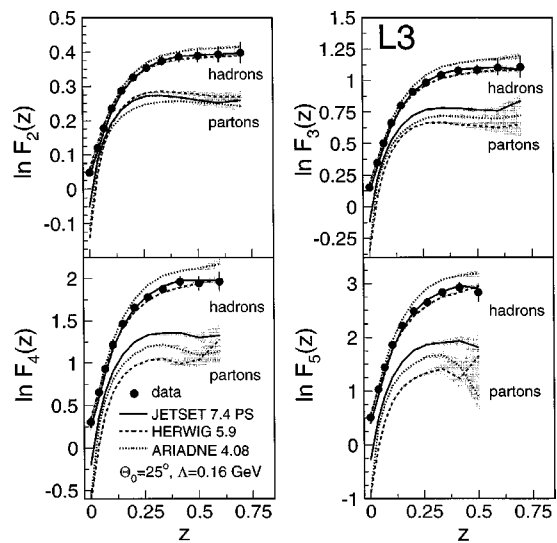 L3
ln F₂(z)
0.5
0.4
0.3
0.2
0.1
0
-0.1
hadrons
partons
ln F₃(z)
1.5
1.25
1.0
0.75
0.5
0.25
0
-0.25
hadrons
partons
ln F₄(z)
2
1.5
1.0
0.5
0
-0.5
hadrons
partons
data
JETSET 7.4 PS
HERWIG 5.9
ARIADNE 4.08
Θ₀=25°, Λ=0.16 GeV
0 0.25 0.5 0.75
z
ln F₅(z)
3
2
1
0
-1
hadrons
partons
0 0.25 0.5 0.75
z